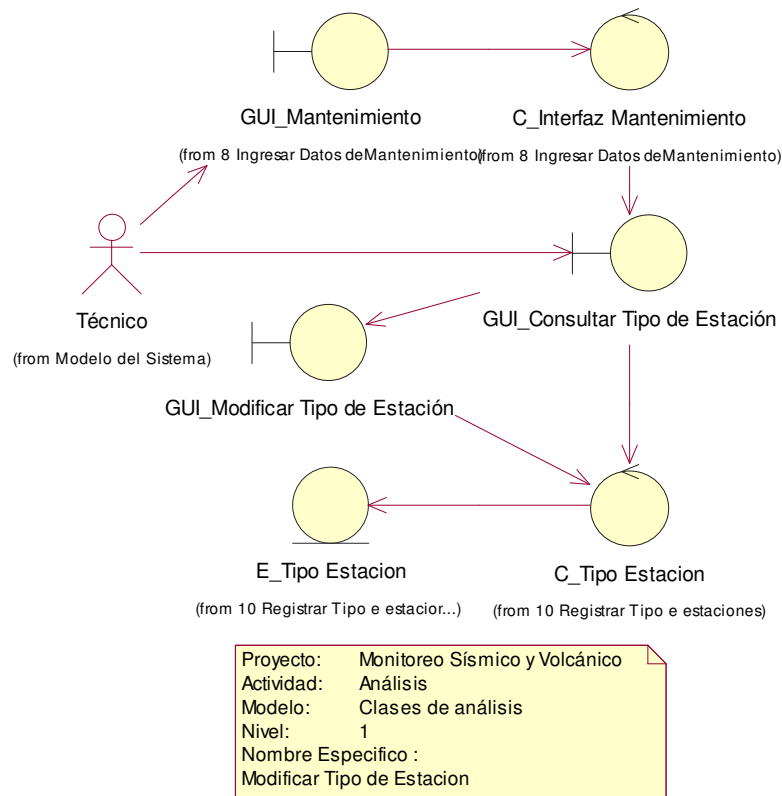 GUI_Mantenimiento
C_Interfaz Mantenimiento
(from 8 Ingresar Datos deMantenimiento)
(from 8 Ingresar Datos deMantenimiento)
Técnico
(from Modelo del Sistema)
GUI_Consultar Tipo de Estación
GUI_Modificar Tipo de Estación
E_Tipo Estacion
C_Tipo Estacion
(from 10 Registrar Tipo e estacior...)
(from 10 Registrar Tipo e estaciones)
Proyecto: Monitoreo Sísmico y Volcánico
Actividad: Análisis
Modelo: Clases de análisis
Nivel: 1
Nombre Especifico :
Modificar Tipo de Estacion